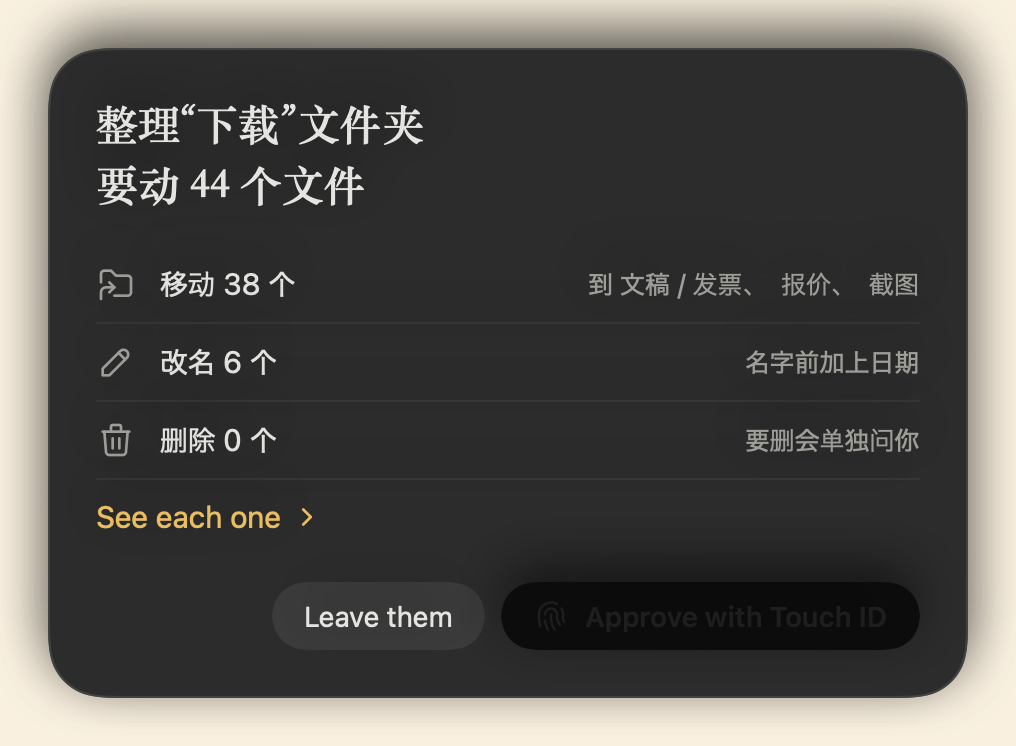 整理“下载”文件夹
要动 44 个文件
移动 38 个
到 文稿 / 发票、 报价、 截图
改名 6 个
名字前加上日期
删除 0 个
要删会单独问你
See each one
Leave them
Approve with Touch ID